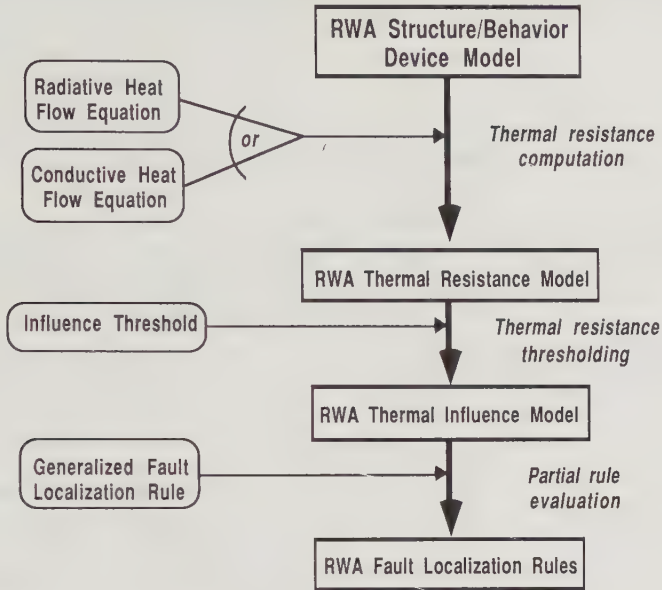 RWA Structure/Behavior
Device Model
Radiative Heat
Flow Equation
or
Conductive Heat
Flow Equation
Thermal resistance
computation
RWA Thermal Resistance Model
Influence Threshold
Thermal resistance
thresholding
RWA Thermal Influence Model
Generalized Fault
Localization Rule
Partial rule
evaluation
RWA Fault Localization Rules